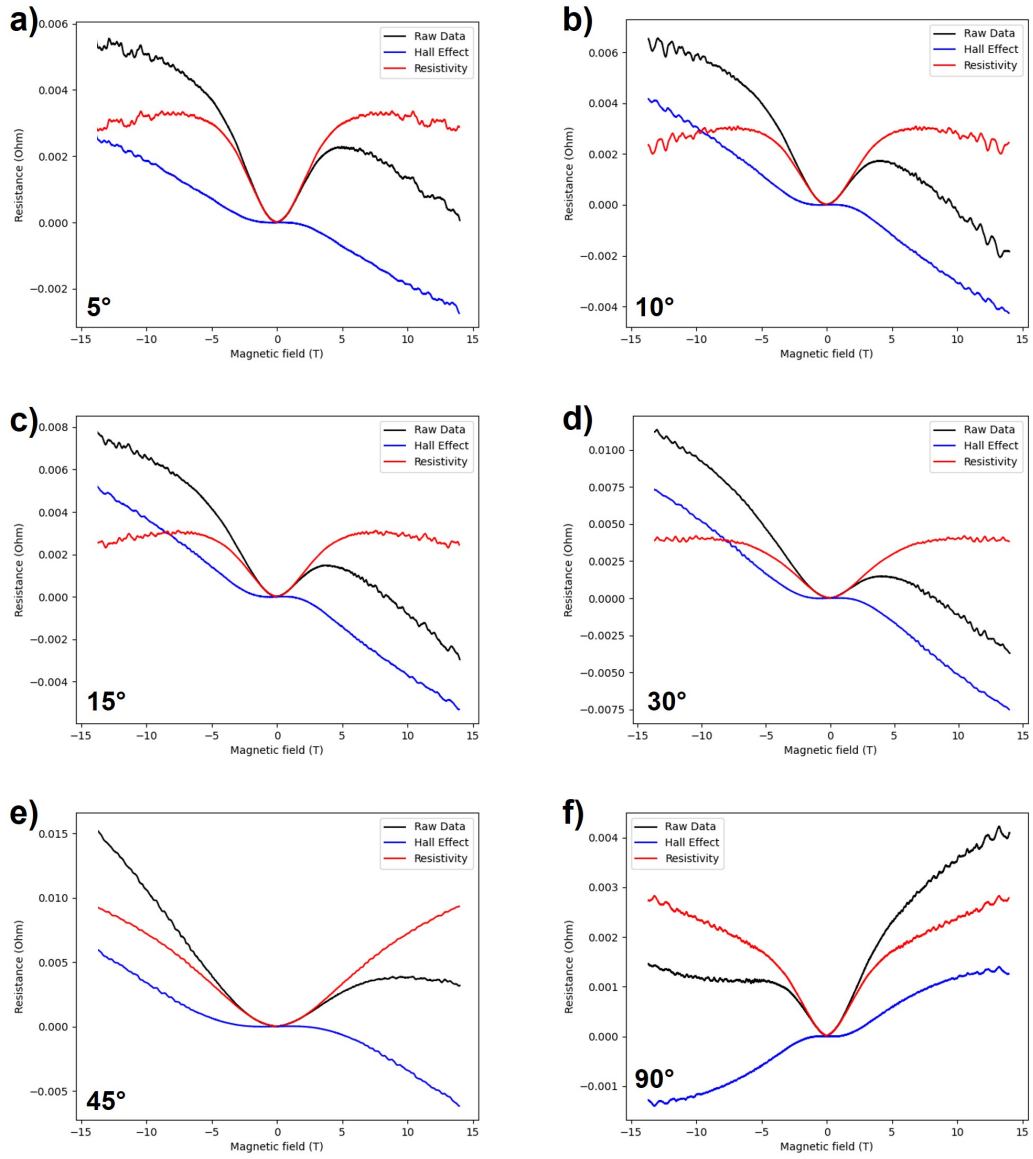 a)
0.006
0.004
0.002
0.000
−0.002
Resistance (Ohm)
Raw Data
Hall Effect
Resistivity
5°
−15 −10 −5 0 5 10 15
Magnetic field (T)
b)
0.006
0.004
0.002
0.000
−0.002
−0.004
Resistance (Ohm)
Raw Data
Hall Effect
Resistivity
10°
−15 −10 −5 0 5 10 15
Magnetic field (T)
c)
0.008
0.006
0.004
0.002
0.000
−0.002
−0.004
Resistance (Ohm)
Raw Data
Hall Effect
Resistivity
15°
−15 −10 −5 0 5 10 15
Magnetic field (T)
d)
0.0100
0.0075
0.0050
0.0025
0.0000
−0.0025
−0.0050
−0.0075
Resistance (Ohm)
Raw Data
Hall Effect
Resistivity
30°
−15 −10 −5 0 5 10 15
Magnetic field (T)
e)
0.015
0.010
0.005
0.000
−0.005
Resistance (Ohm)
Raw Data
Hall Effect
Resistivity
45°
−15 −10 −5 0 5 10 15
Magnetic field (T)
f)
0.004
0.003
0.002
0.001
0.000
−0.001
Resistance (Ohm)
Raw Data
Hall Effect
Resistivity
90°
−15 −10 −5 0 5 10 15
Magnetic field (T)